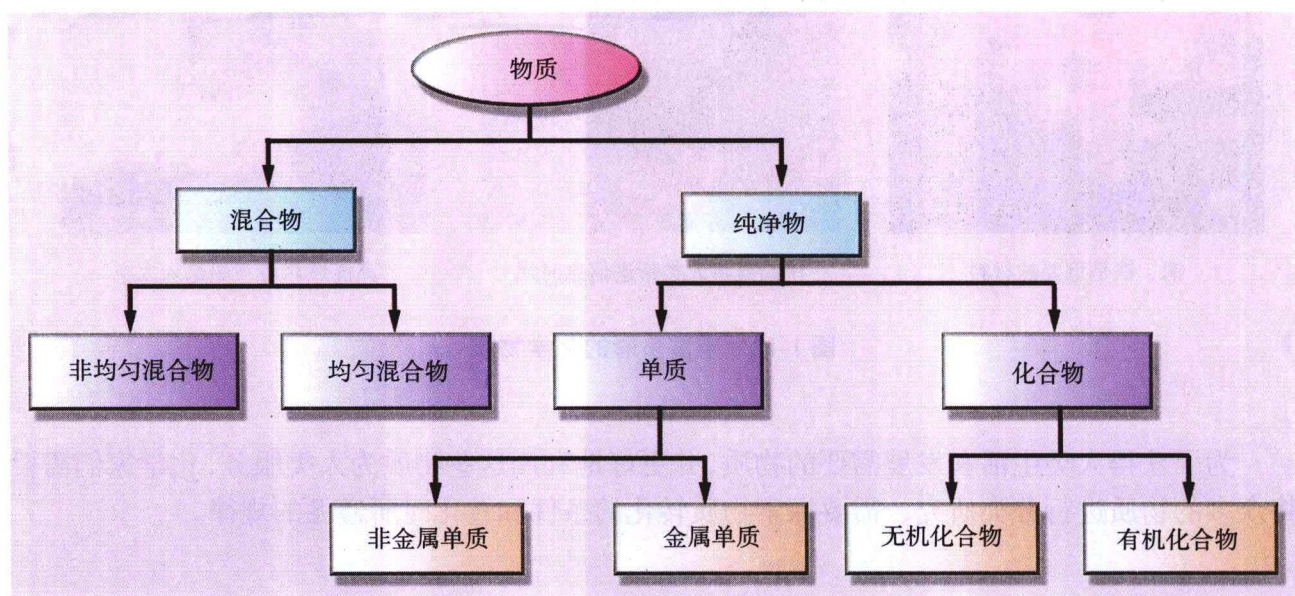 物质
混合物
纯净物
非均匀混合物
均匀混合物
单质
化合物
非金属单质
金属单质
无机化合物
有机化合物